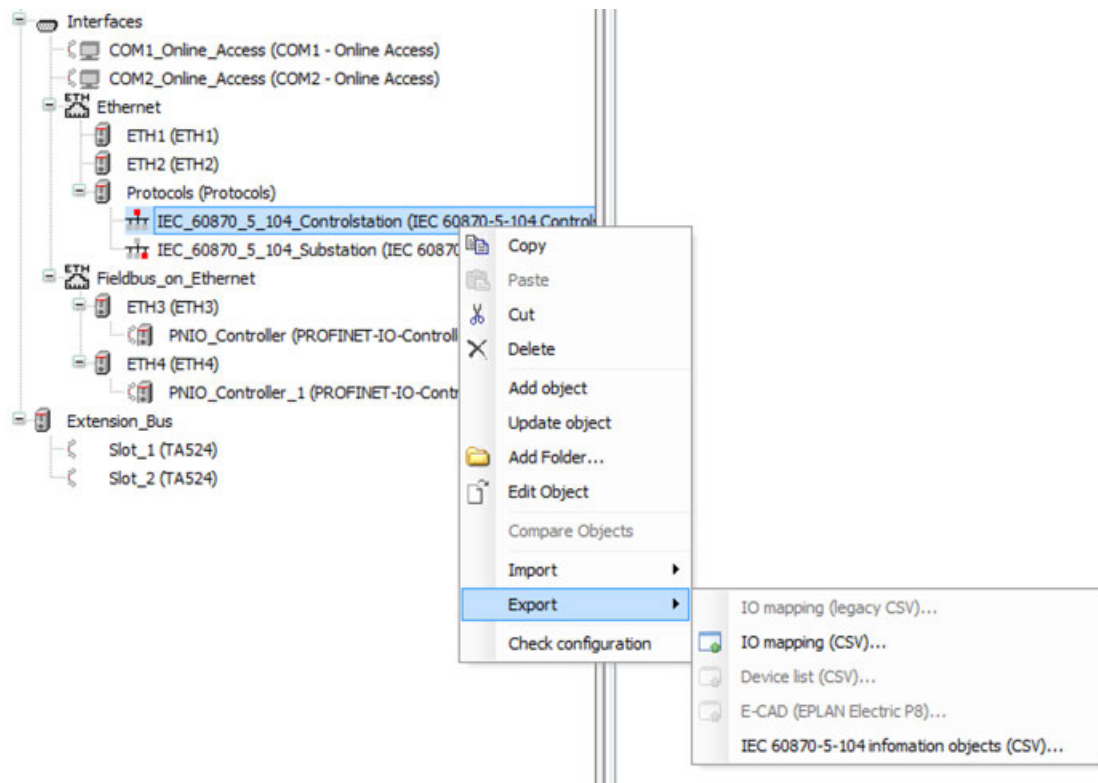 Interfaces
COM1_Online_Access (COM1 - Online Access)
COM2_Online_Access (COM2 - Online Access)
ETH Ethernet
ETH1 (ETH1)
ETH2 (ETH2)
Protocols (Protocols)
IEC_60870_5_104_Controlstation (IEC 60870-5-104 Controls
IEC_60870_5_104_Substation (IEC 60870
ETH Fieldbus_on_Ethernet
ETH3 (ETH3)
PNIO_Controller (PROFINET-IO-Controll
ETH4 (ETH4)
PNIO_Controller_1 (PROFINET-IO-Contr
Extension_Bus
Slot_1 (TA524)
Slot_2 (TA524)
Copy
Paste
Cut
Delete
Add object
Update object
Add Folder...
Edit Object
Compare Objects
Import
Export
Check configuration
IO mapping (legacy CSV)...
IO mapping (CSV)...
Device list (CSV)...
E-CAD (EPLAN Electric P8)...
IEC 60870-5-104 infomation objects (CSV)...